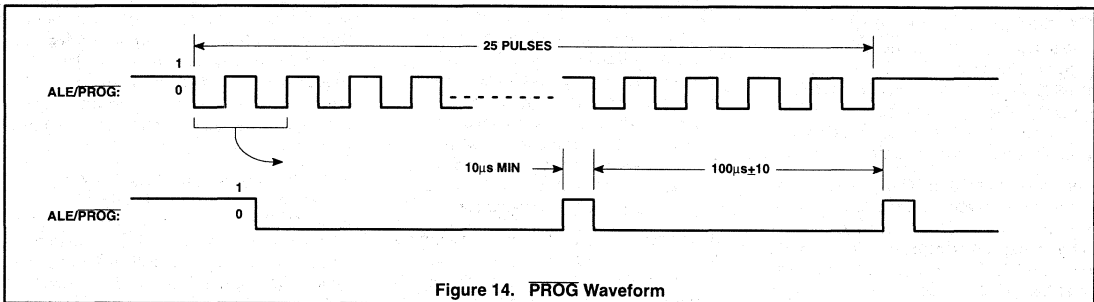 25 PULSES
1
ALE/PROG:
0
10µs MIN
100µs±10
1
ALE/PROG:
0
Figure 14. PROG Waveform